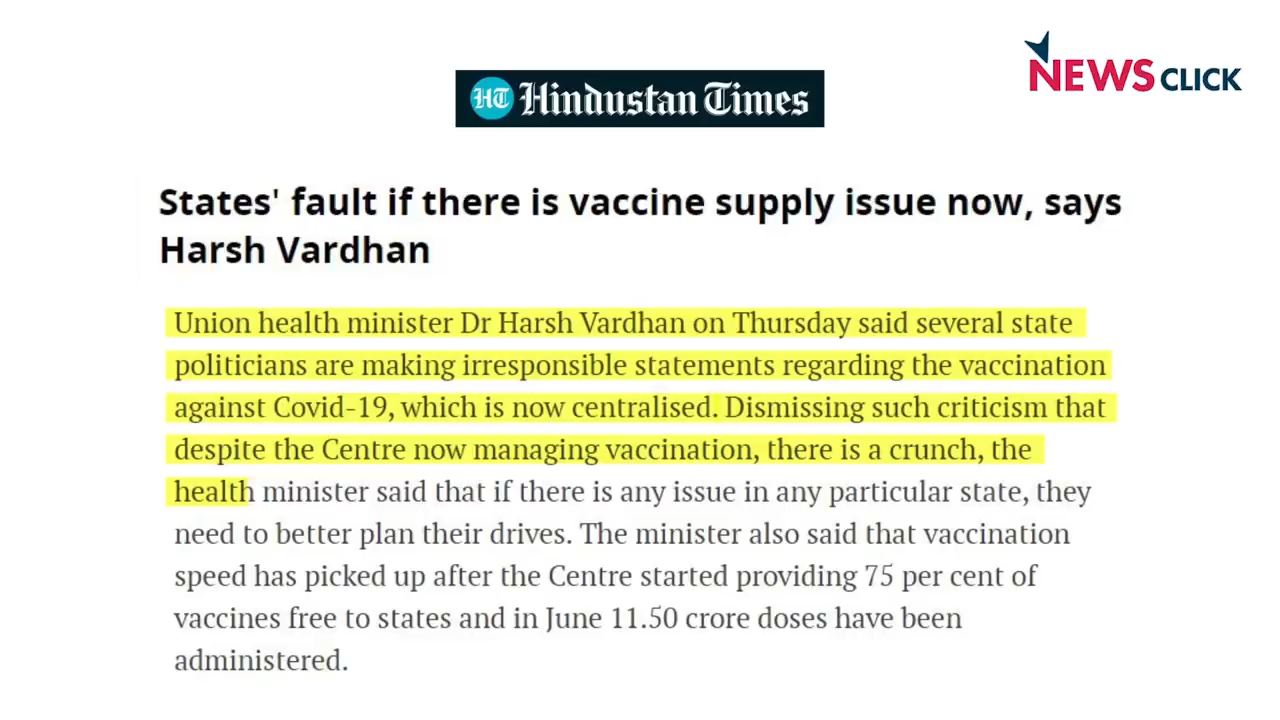 NEWSCLICK
HT Hindustan Times
States' fault if there is vaccine supply issue now, says
Harsh Vardhan
Union health minister Dr Harsh Vardhan on Thursday said several state
politicians are making irresponsible statements regarding the vaccination
against Covid-19, which is now centralised. Dismissing such criticism that
despite the Centre now managing vaccination, there is a crunch, the
health minister said that if there is any issue in any particular state, they
need to better plan their drives. The minister also said that vaccination
speed has picked up after the Centre started providing 75 per cent of
vaccines free to states and in June 11.50 crore doses have been
administered.